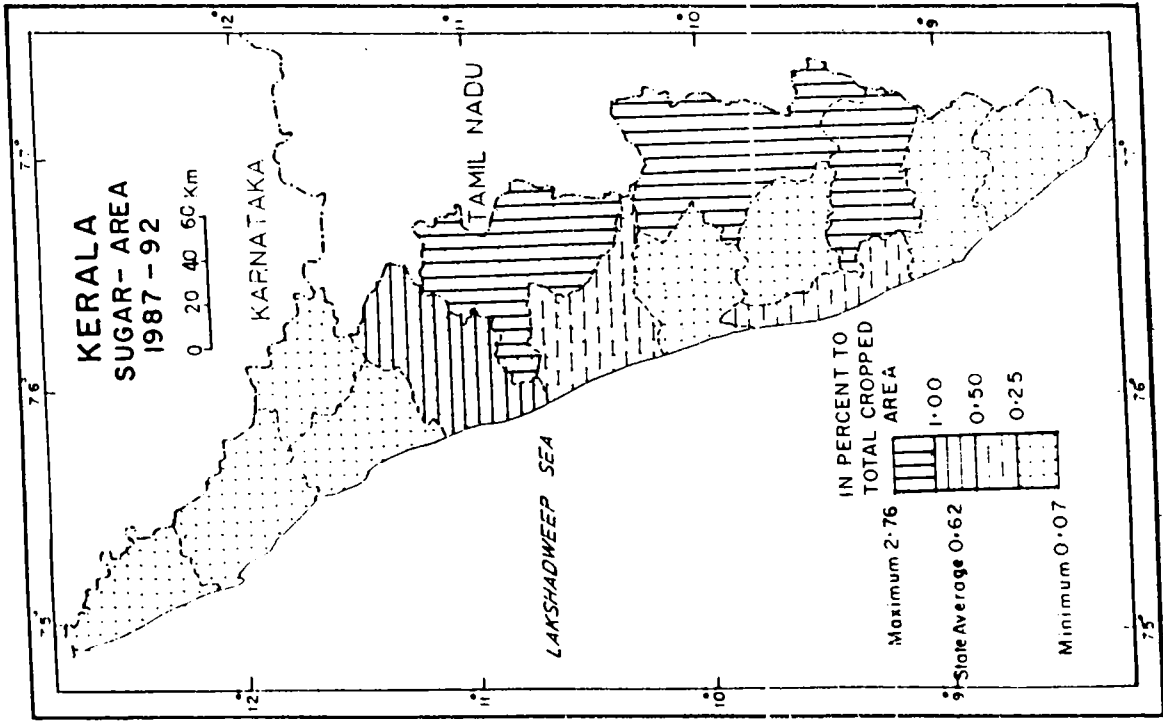 KERALA
SUGAR-AREA
1987-92
0 20 40 60 Km
75°
76°
77°
12°
11°
10°
9°
12°
11°
10°
9°
75°
76°
77°
KARNATAKA
TAMIL NADU
LAKSHADWEEP SEA
IN PERCENT TO
TOTAL CROPPED
AREA
Maximum 2·76
1·00
State Average 0·62
0·50
0·25
Minimum 0·07